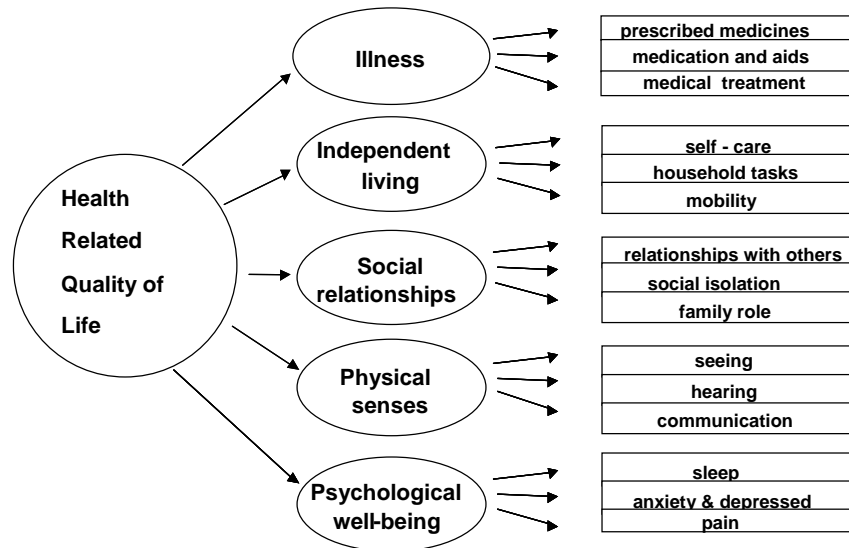 Health
Related
Quality of
Life
Illness
prescribed medicines
medication and aids
medical treatment
Independent
living
self - care
household tasks
mobility
Social
relationships
relationships with others
social isolation
family role
Physical
senses
seeing
hearing
communication
Psychological
well-being
sleep
anxiety & depressed
pain